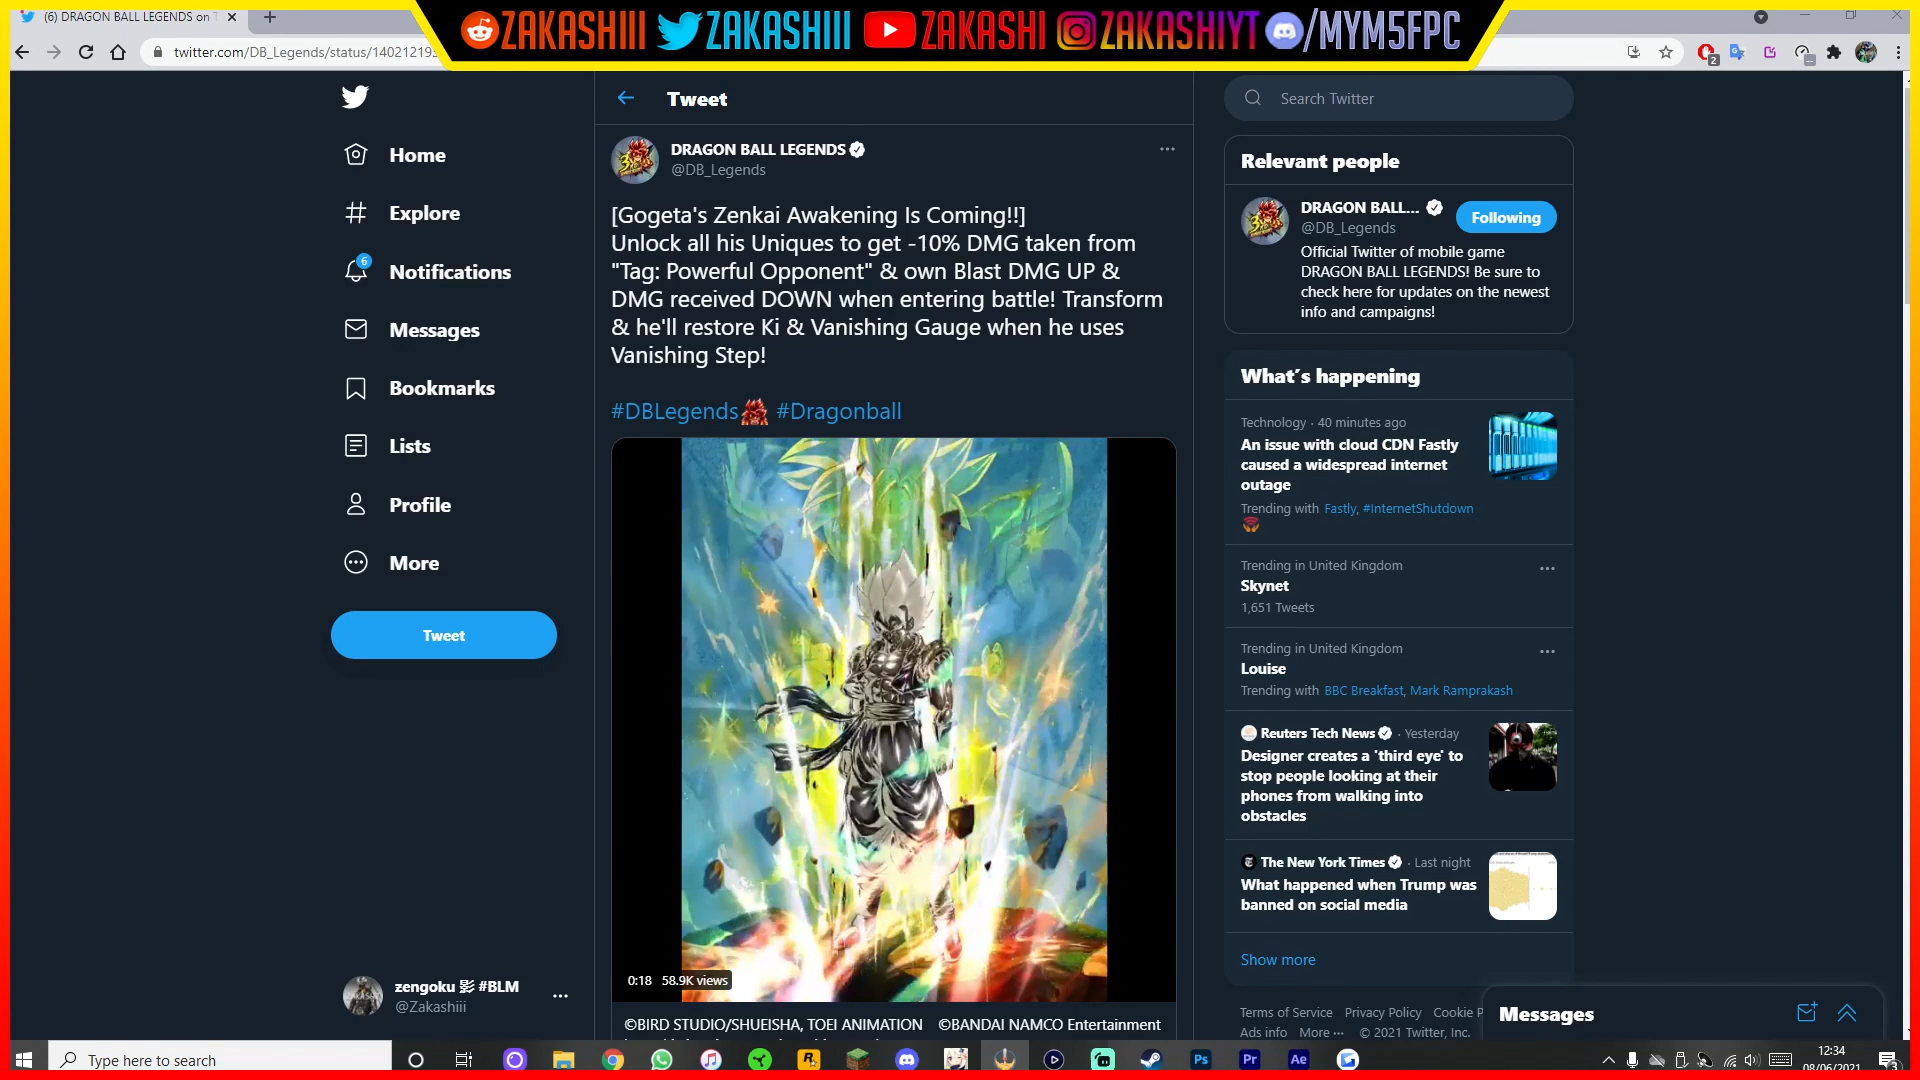 (6) DRAGON BALL LEGENDS on
ZAKASHIII ZAKASHIII ZAKASHI ZAKASHIYT /MYM5FPC
twitter.com/DB_Legends/status/14021219
2
Home
Explore
6
Notifications
Messages
Bookmarks
Lists
Profile
More
Tweet
zengoku 影 #BLM
@Zakashiii
Tweet
DRAGON BALL LEGENDS
@DB_Legends
[Gogeta's Zenkai Awakening Is Coming!!]
Unlock all his Uniques to get -10% DMG taken from
"Tag: Powerful Opponent" & own Blast DMG UP &
DMG received DOWN when entering battle! Transform
& he'll restore Ki & Vanishing Gauge when he uses
Vanishing Step!
#DBLegends #Dragonball
0:18 58.9K views
©BIRD STUDIO/SHUEISHA, TOEI ANIMATION ©BANDAI NAMCO Entertainment
Search Twitter
Relevant people
DRAGON BALL...
@DB_Legends
Following
Official Twitter of mobile game
DRAGON BALL LEGENDS! Be sure to
check here for updates on the newest
info and campaigns!
What's happening
Technology · 40 minutes ago
An issue with cloud CDN Fastly
caused a widespread internet
outage
Trending with Fastly, #InternetShutdown
Trending in United Kingdom
Skynet
1,651 Tweets
Trending in United Kingdom
Louise
Trending with BBC Breakfast, Mark Ramprakash
Reuters Tech News · Yesterday
Designer creates a 'third eye' to
stop people looking at their
phones from walking into
obstacles
The New York Times · Last night
What happened when Trump was
banned on social media
Show more
Terms of Service Privacy Policy Cookie P
Ads info More ··· © 2021 Twitter, Inc.
Messages
Type here to search
Ps Pr Ae
12:34
08/06/2021
3